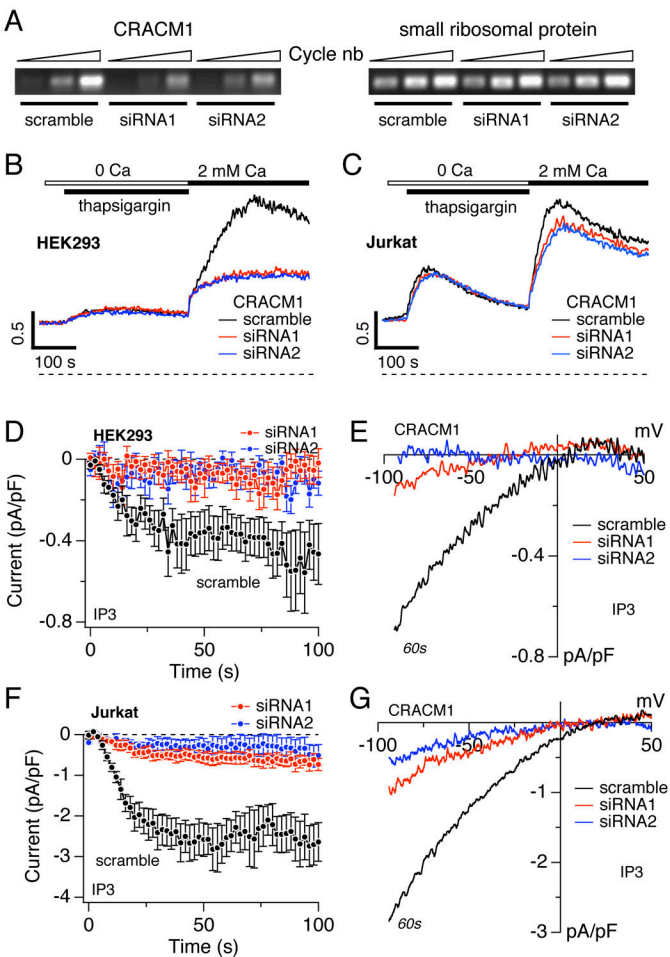 A
CRACM1
small ribosomal protein
Cycle nb
scramble
siRNA1
siRNA2
scramble
siRNA1
siRNA2
B
0 Ca
2 mM Ca
thapsigargin
HEK293
CRACM1
scramble
siRNA1
siRNA2
0.5
100 s
C
0 Ca
2 mM Ca
thapsigargin
Jurkat
CRACM1
scramble
siRNA1
siRNA2
0.5
100 s
D
HEK293
siRNA1
siRNA2
0
-0.4
-0.8
Current (pA/pF)
scramble
IP3
0
50
100
Time (s)
E
CRACM1
mV
-100
-50
50
scramble
siRNA1
siRNA2
-0.4
IP3
60s
-0.8
pA/pF
F
Jurkat
siRNA1
siRNA2
0
-1
-2
-3
-4
Current (pA/pF)
scramble
IP3
0
50
100
Time (s)
G
CRACM1
mV
-100
-50
50
scramble
siRNA1
siRNA2
-1
-2
IP3
60s
-3
pA/pF